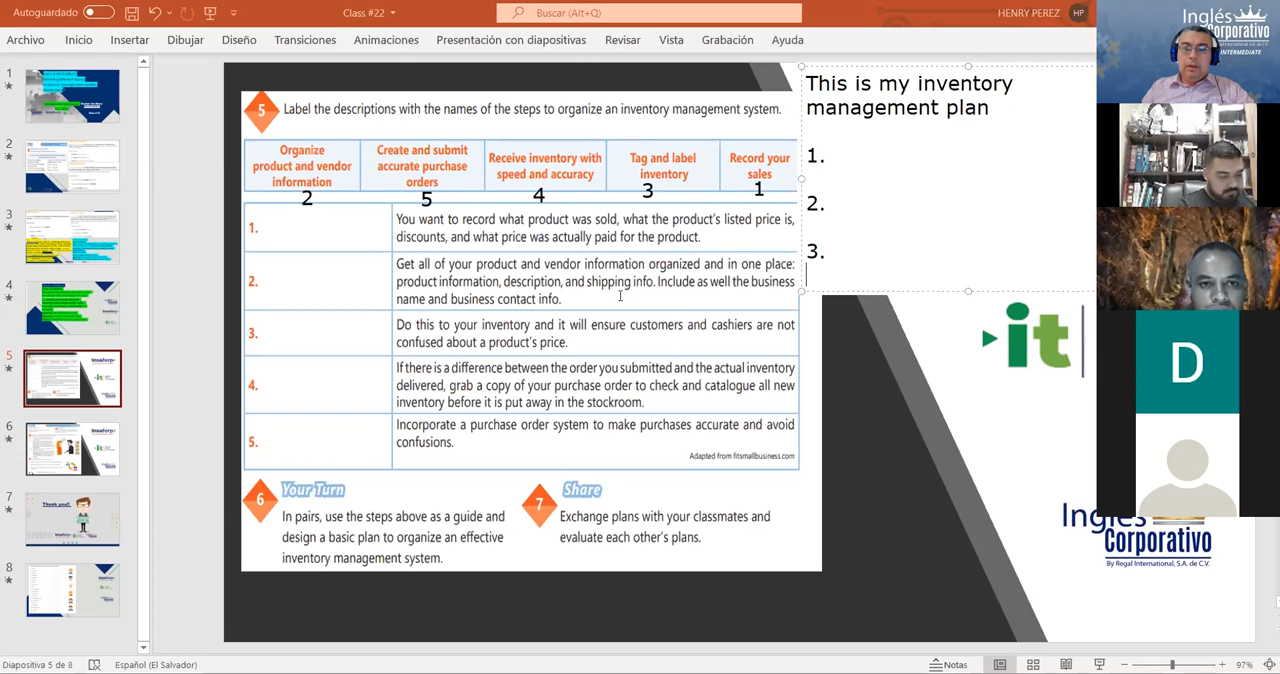 Autoguardado
Class #22
Buscar (Alt+Q)
HENRY PEREZ
HP
Archivo
Inicio
Insertar
Dibujar
Diseño
Transiciones
Animaciones
Presentación con diapositivas
Revisar
Vista
Grabación
Ayuda
Inglés
Corporativo
INTERMEDIATE
1
2
3
4
5
6
7
8
Thank you!!
5
Label the descriptions with the names of the steps to organize an inventory management system.
Organize
product and vendor
information
2
Create and submit
accurate purchase
orders
5
Receive inventory with
speed and accuracy
4
Tag and label
inventory
3
Record your
sales
1
1.
You want to record what product was sold, what the product's listed price is,
discounts, and what price was actually paid for the product.
2.
Get all of your product and vendor information organized and in one place:
product information, description, and shipping info. Include as well the business
name and business contact info.
3.
Do this to your inventory and it will ensure customers and cashiers are not
confused about a product's price.
4.
If there is a difference between the order you submitted and the actual inventory
delivered, grab a copy of your purchase order to check and catalogue all new
inventory before it is put away in the stockroom.
5.
Incorporate a purchase order system to make purchases accurate and avoid
confusions.
Adapted from fitsmallbusiness.com
6
Your Turn
In pairs, use the steps above as a guide and
design a basic plan to organize an effective
inventory management system.
7
Share
Exchange plans with your classmates and
evaluate each other's plans.
This is my inventory
management plan
1.
2.
3.
it
D
Inglés
Corporativo
By Regal International, S.A. de C.V.
Diapositiva 5 de 8
Español (El Salvador)
Notas
97%